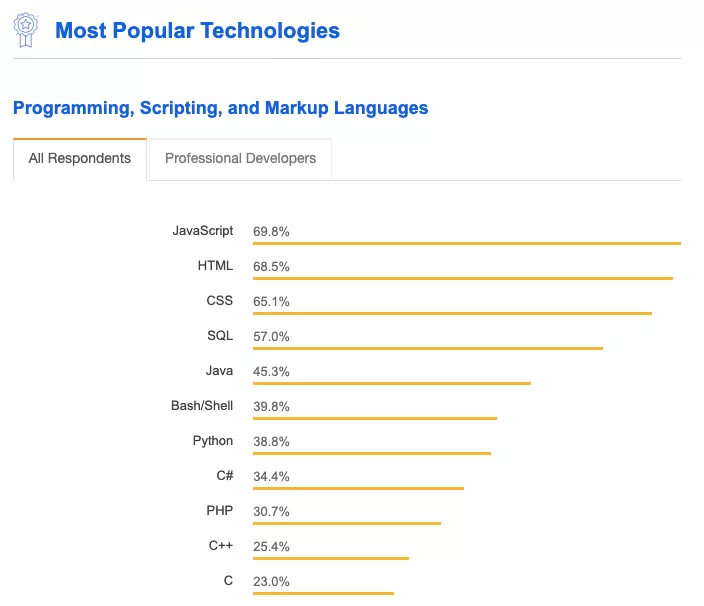 Most Popular Technologies
Programming, Scripting, and Markup Languages
All Respondents Professional Developers
JavaScript 69.8%
HTML 68.5%
CSS 65.1%
SQL 57.0%
Java 45.3%
Bash/Shell 39.8%
Python 38.8%
C# 34.4%
PHP 30.7%
C++ 25.4%
C 23.0%